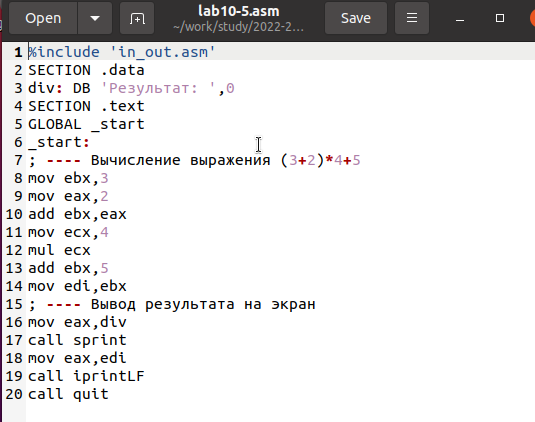 Open
lab10-5.asm
~/work/study/2022-2...
Save
1 %include 'in_out.asm'
2 SECTION .data
3 div: DB 'Результат: ',0
4 SECTION .text
5 GLOBAL _start
6 _start:
7 ; ---- Вычисление выражения (3+2)*4+5
8 mov ebx,3
9 mov eax,2
10 add ebx,eax
11 mov ecx,4
12 mul ecx
13 add ebx,5
14 mov edi,ebx
15 ; ---- Вывод результата на экран
16 mov eax,div
17 call sprint
18 mov eax,edi
19 call iprintLF
20 call quit